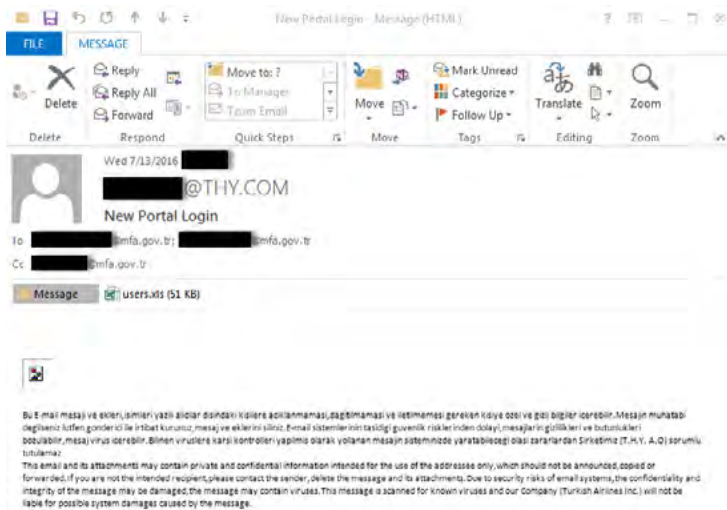 New Portal Login - Message (HTML)
FILE MESSAGE
Delete
Reply
Reply All
Forward
Move to: ?
To Manager
Team Email
Move
Mark Unread
Categorize
Follow Up
Translate
Zoom
Delete Respond Quick Steps Move Tags Editing Zoom
Wed 7/13/2016
@THY.COM
New Portal Login
To @mfa.gov.tr; @mfa.gov.tr
Cc @mfa.gov.tr
Message users.xls (51 KB)
Bu E-mail mesaji ve ekleri,isimleri yazili alicilar disindaki kisilere aciklanmamasi,dagitilmamasi ve iletilmemesi gereken kisiye ozel ve gizli bilgiler icerebilir.Mesajin muhatabi
degilseniz lutfen gonderici ile irtibat kurunuz,mesaj ve eklerini siliniz. E-mail sistemlerinin tasidigi guvenlik risklerinden dolayi,mesajlarin gizlilikleri ve butunlukleri
bozulabilir,mesaj virus icerebilir. Bilinen viruslere karsi kontrolleri yapilmis olarak yollanan mesajin sisteminizde yaratabilecegi olasi zararlardan Sirketimiz (T.H.Y. A.O) sorumlu
tutulamaz
This email and its attachments may contain private and confidential information intended for the use of the addressee only,which should not be announced,copied or
forwarded.If you are not the intended recipient,please contact the sender,delete the message and its attachments. Due to security risks of email systems,the confidentiality and
integrity of the message may be damaged,the message may contain viruses. This message is scanned for known viruses and our Company (Turkish Airlines Inc.) will not be
liable for possible system damages caused by the message.